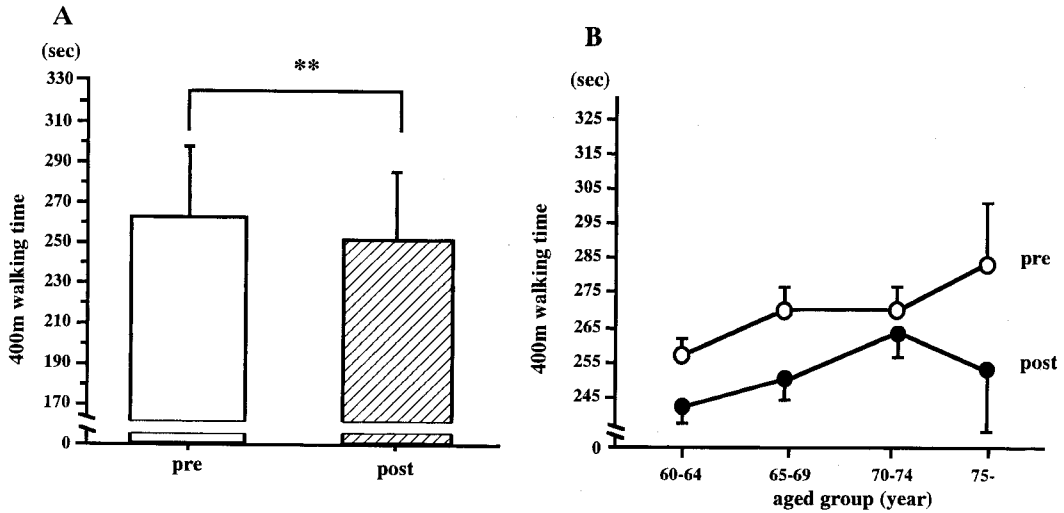 A
(sec)
**
330
310
290
270
250
230
210
190
170
0
400m walking time
pre
post
B
(sec)
325
315
305
295
285
275
265
255
245
0
400m walking time
pre
post
60-64
65-69
70-74
75-
aged group (year)